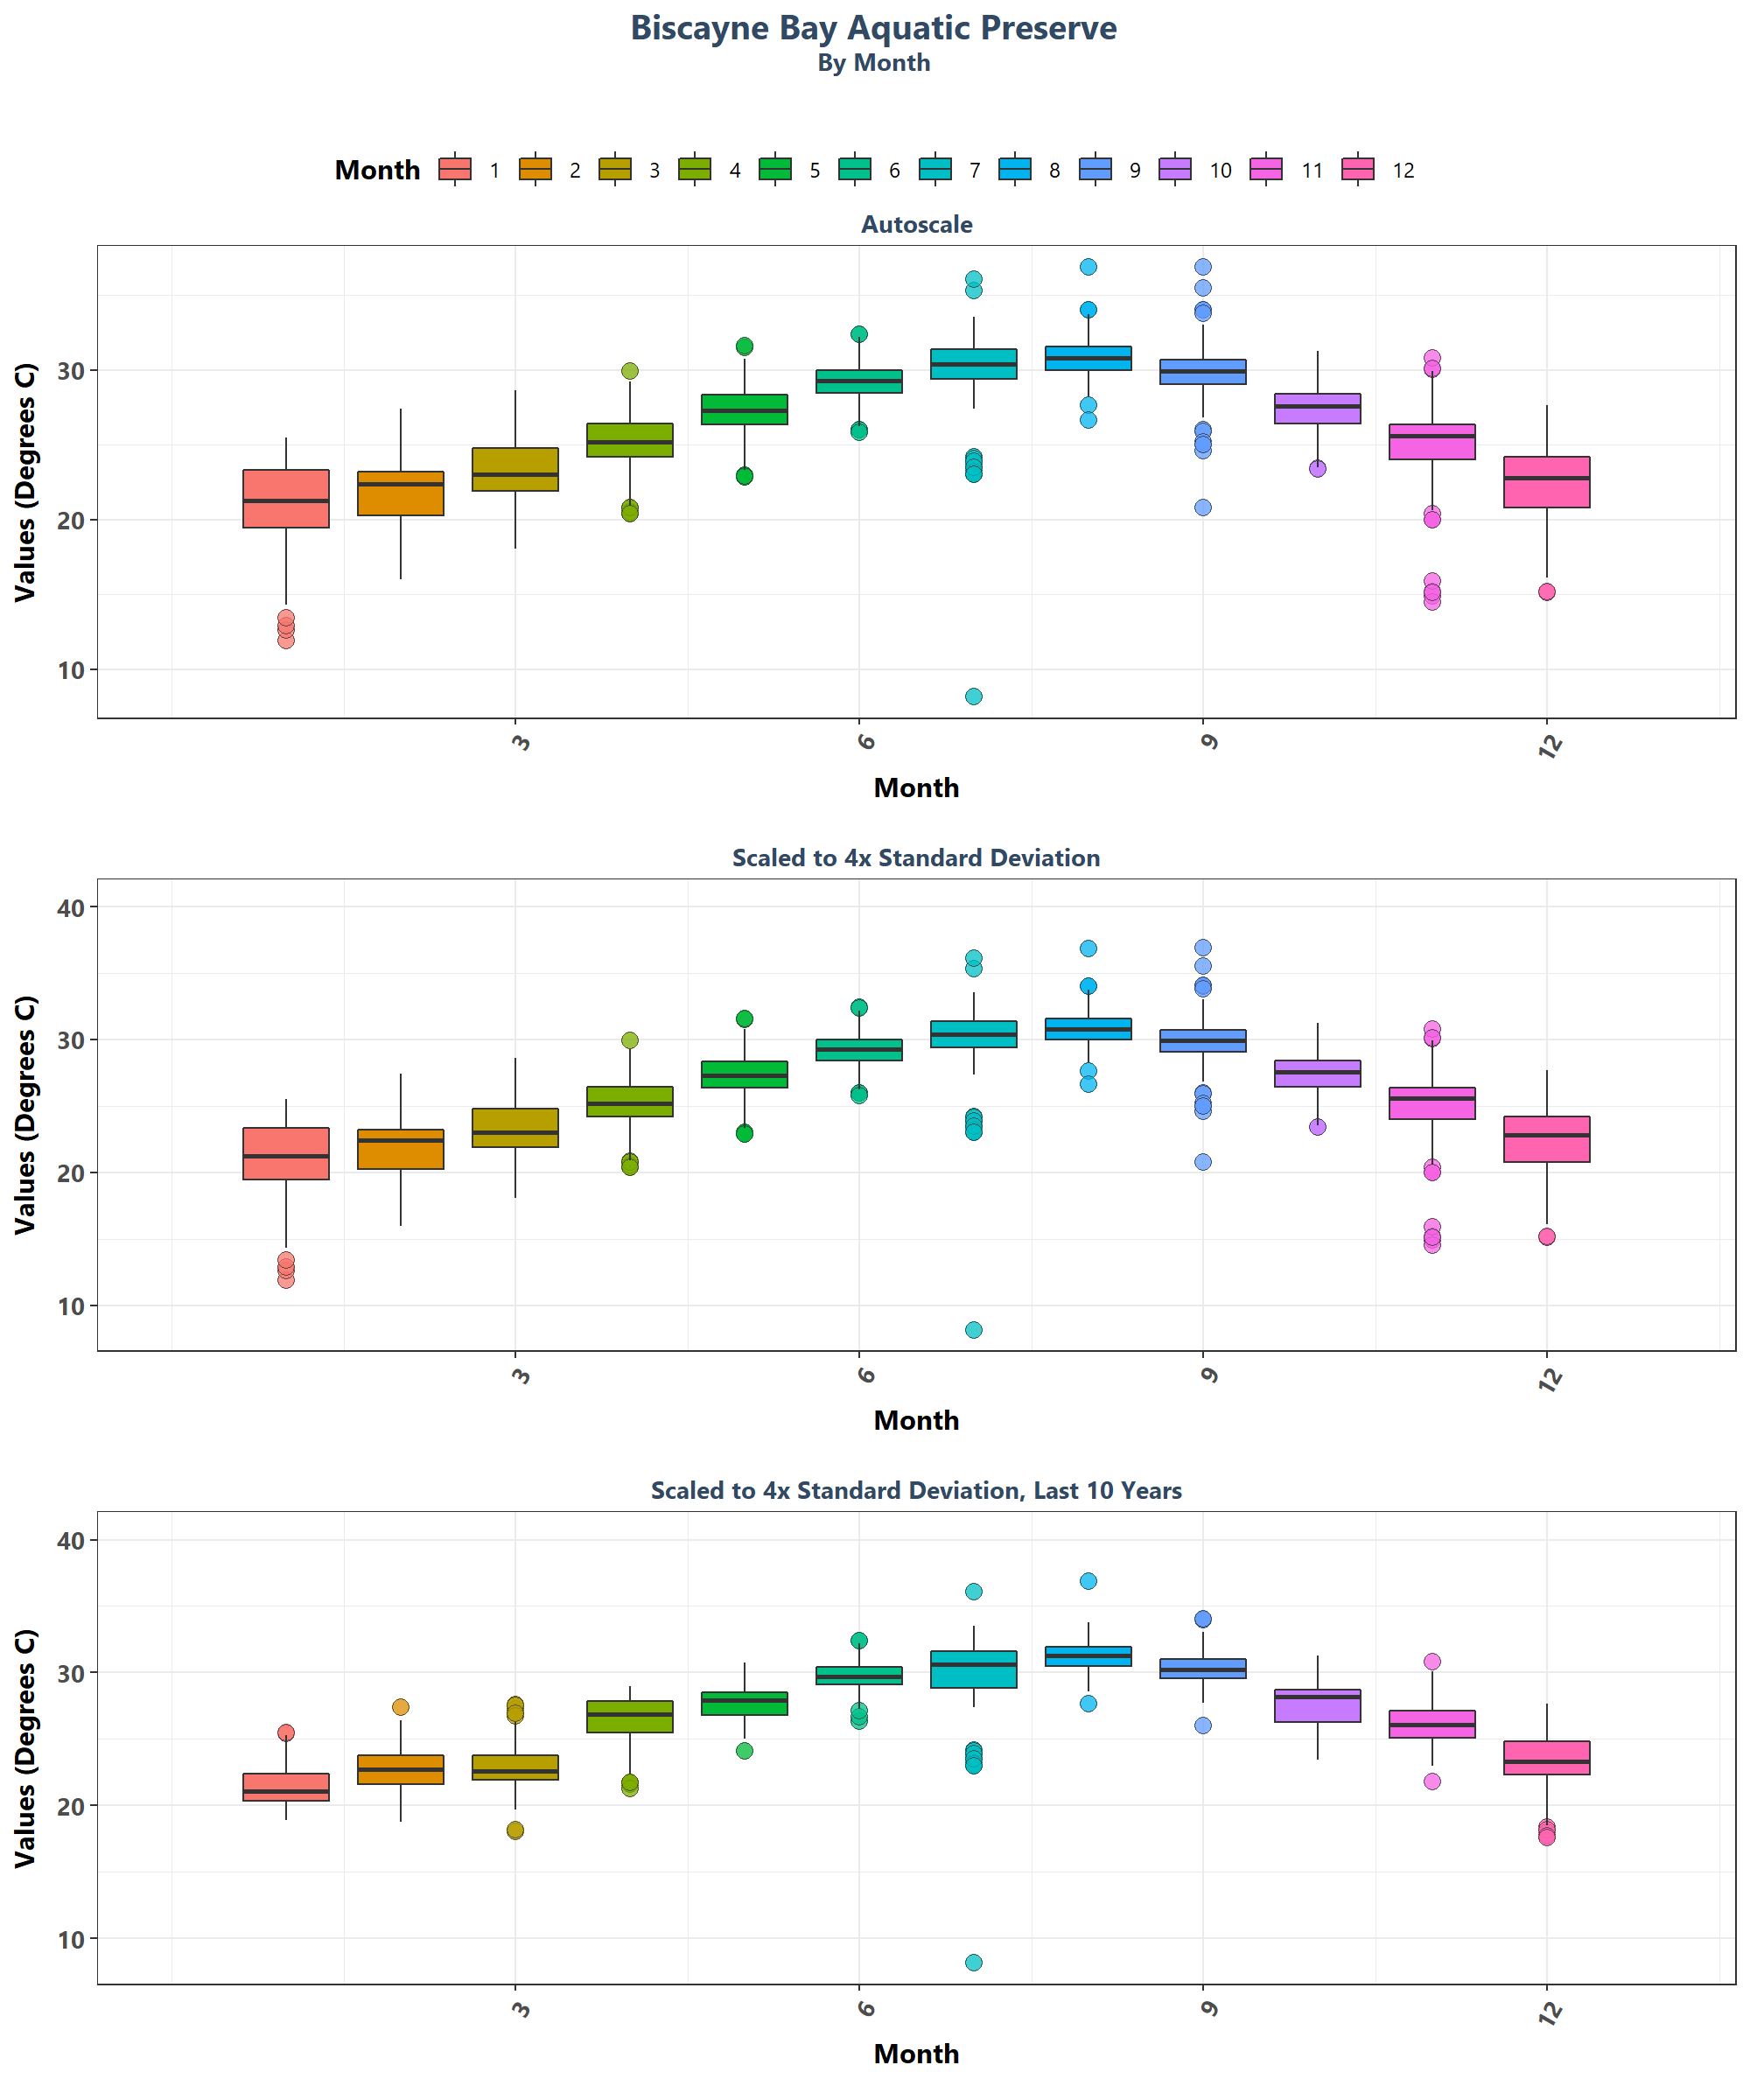 Biscayne Bay Aquatic Preserve
By Month
Month 1 2 3 4 5 6 7 8 9 10 11 12
Autoscale
Values (Degrees C)
30
20
10
3 6 9 12
Month
Scaled to 4x Standard Deviation
Values (Degrees C)
40
30
20
10
3 6 9 12
Month
Scaled to 4x Standard Deviation, Last 10 Years
Values (Degrees C)
40
30
20
10
3 6 9 12
Month